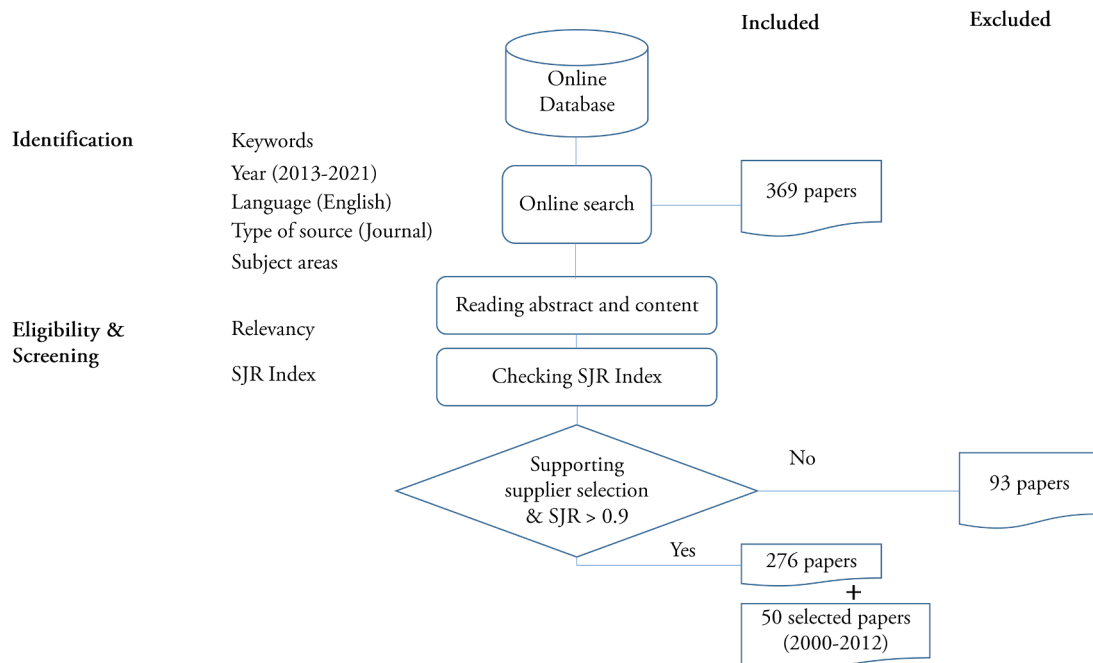 Included
Excluded
Online
Database
Identification
Keywords
Year (2013-2021)
Language (English)
Type of source (Journal)
Subject areas
Online search
369 papers
Reading abstract and content
Eligibility &
Screening
Relevancy
SJR Index
Checking SJR Index
Supporting
supplier selection
& SJR > 0.9
No
93 papers
Yes
276 papers
+
50 selected papers
(2000-2012)